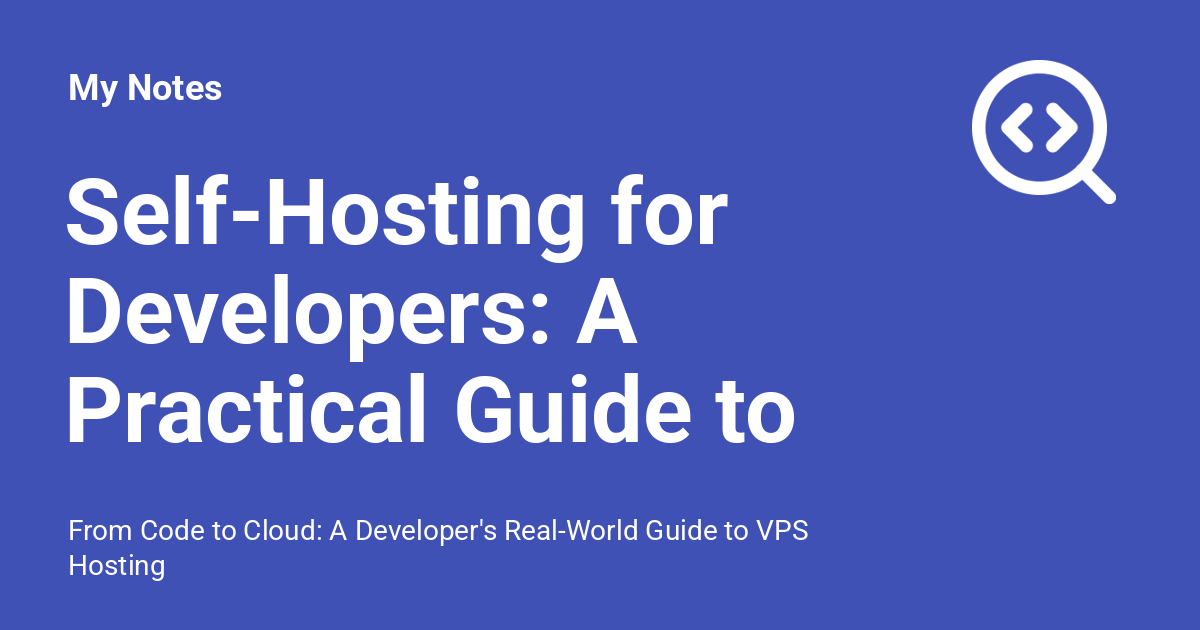 My Notes
Self-Hosting for
Developers: A
Practical Guide to
From Code to Cloud: A Developer's Real-World Guide to VPS
Hosting